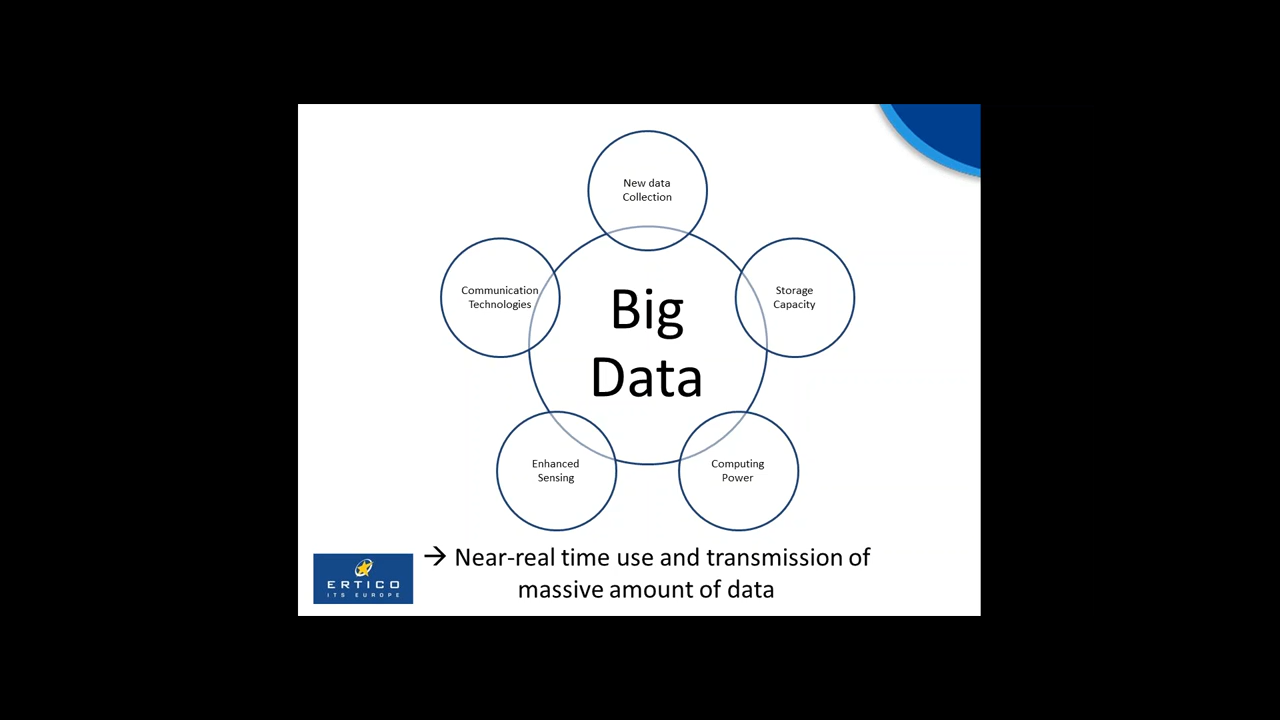 New data
Collection
Communication
Technologies
Storage
Capacity
Big
Data
Enhanced
Sensing
Computing
Power
→ Near-real time use and transmission of
massive amount of data
ERTICO
ITS EUROPE